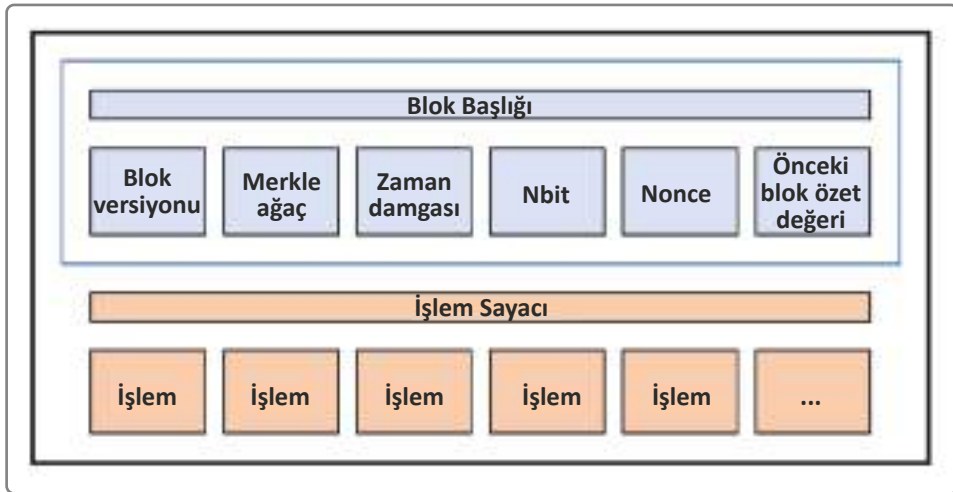 Blok Başlığı
Blok
versiyonu
Merkle
ağaç
Zaman
damgası
Nbit
Nonce
Önceki
blok özet
değeri
İşlem Sayacı
İşlem
İşlem
İşlem
İşlem
İşlem
...